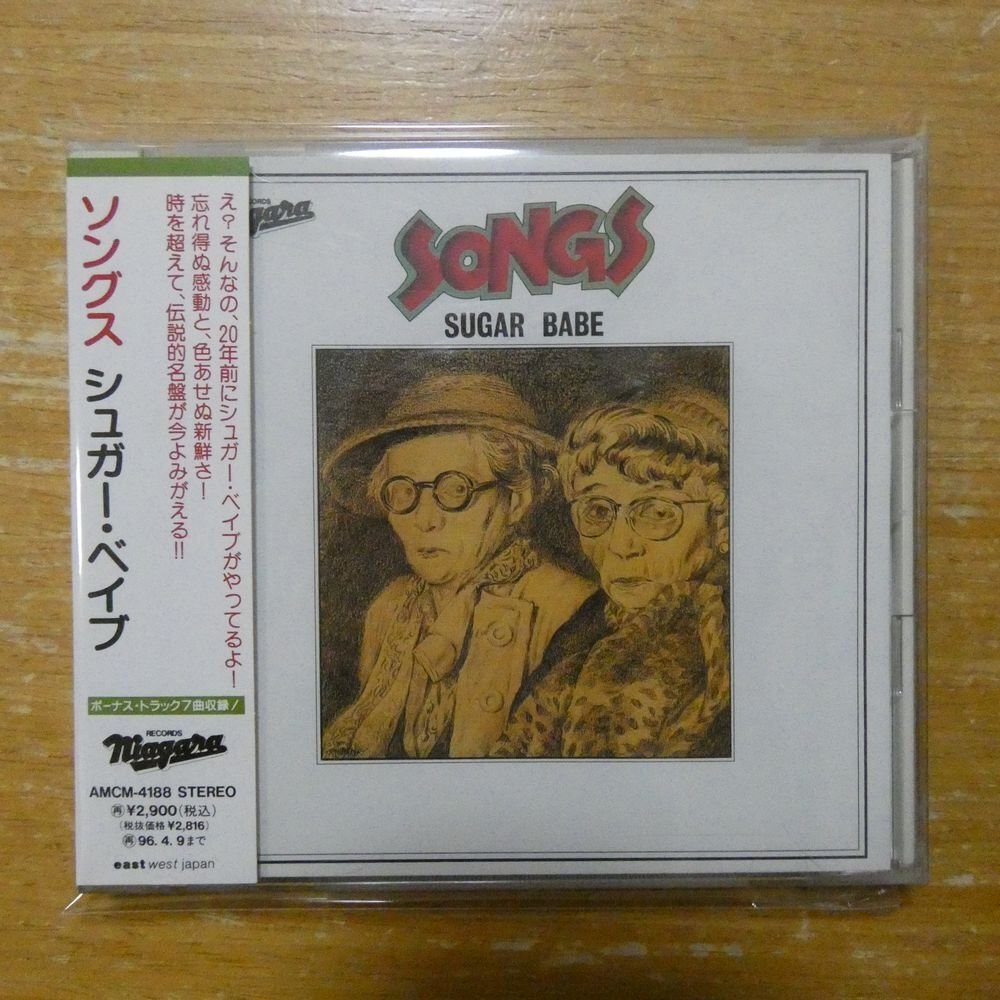 ソングス シュガー・ベイブ
え?そんなの、20年前にシュガー・ベイブがやってるよ!
忘れ得ぬ感動と、色あせぬ新鮮さ!
時を超えて、伝説的名盤が今よみがえる!!
ボーナス・トラック7曲収録!
RECORDS
Niagara
AMCM-4188 STEREO
再¥2,900(税込)
(税抜価格¥2,816)
再96.4.9まで
east west japan
SONGS
SUGAR BABE